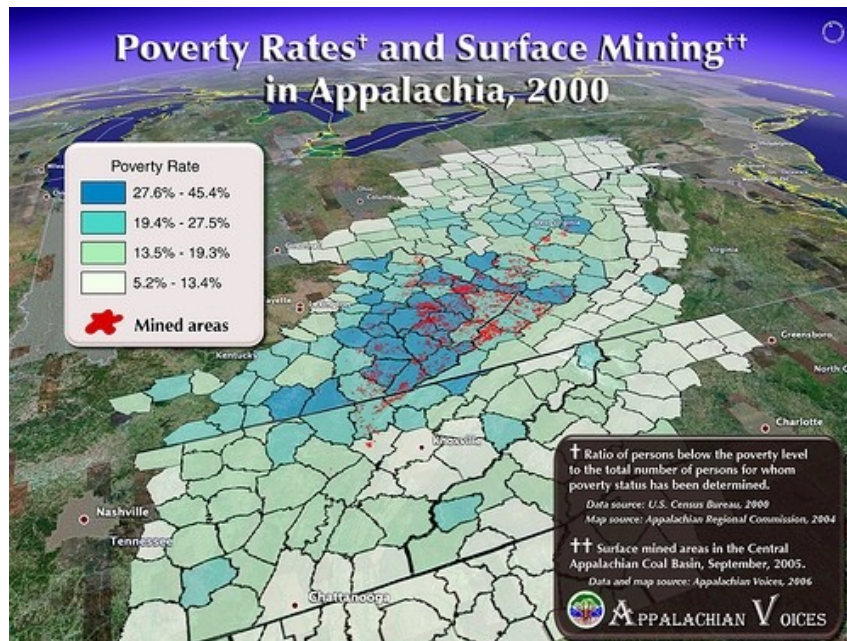 Poverty Rates† and Surface Mining††
in Appalachia, 2000
Poverty Rate
27.6% - 45.4%
19.4% - 27.5%
13.5% - 19.3%
5.2% - 13.4%
Mined areas
Ohio
Virginia
Kentucky
Greensboro
Charlotte
Knoxville
Nashville
Tennessee
Chattanooga
† Ratio of persons below the poverty level
to the total number of persons for whom
poverty status has been determined.
Data source: U.S. Census Bureau, 2000
Map source: Appalachian Regional Commission, 2004
†† Surface mined areas in the Central
Appalachian Coal Basin, September, 2005.
Data and map source: Appalachian Voices, 2006
APPALACHIAN VOICES